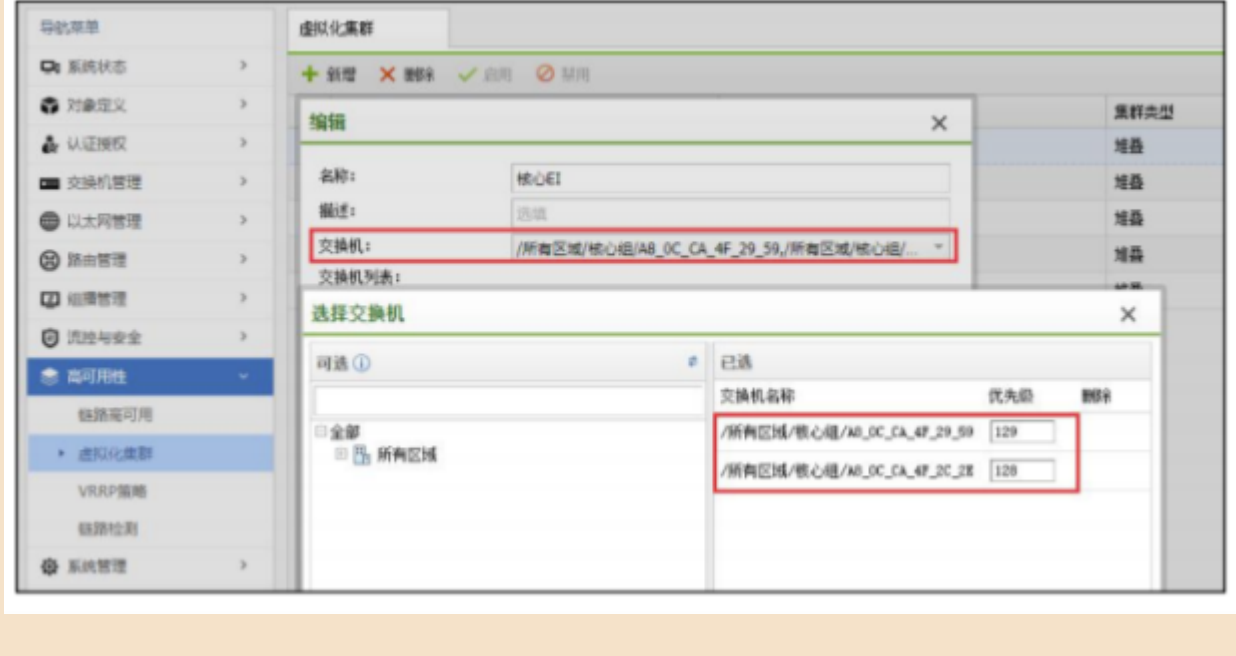 导航菜单
系统状态
对象定义
认证授权
交换机管理
以太网管理
路由管理
组播管理
流控与安全
高可用性
链路高可用
虚拟化集群
VRRP策略
链路检测
系统管理
虚拟化集群
新增 删除 启用 禁用
集群类型
堆叠
堆叠
堆叠
堆叠
编辑
名称: 核心EI
描述: 选填
交换机: /所有区域/核心组/A8_0C_CA_4F_29_59,/所有区域/核心组/...
交换机列表:
选择交换机
可选
全部
所有区域
已选
交换机名称 优先级 删除
/所有区域/核心组/A8_0C_CA_4F_29_59 129
/所有区域/核心组/A8_0C_CA_4F_2C_2E 128